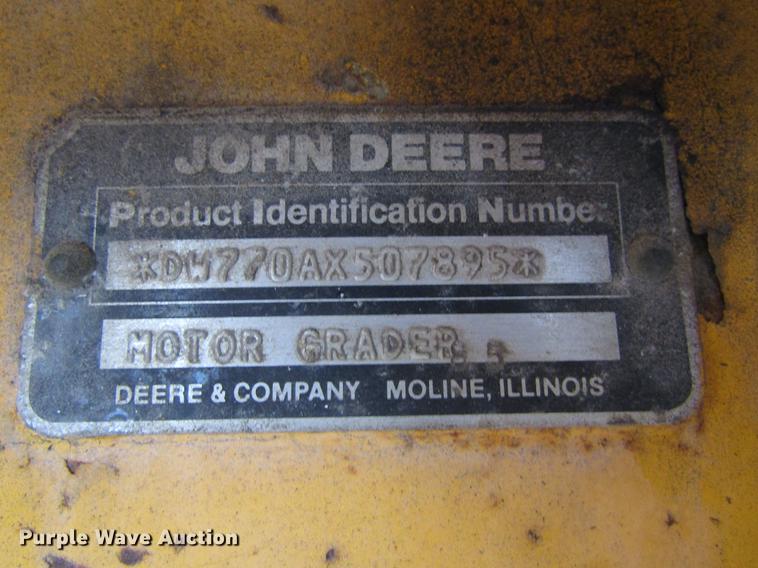 JOHN DEERE
Product Identification Number
*DW770AX507895*
MOTOR GRADER
DEERE & COMPANY MOLINE, ILLINOIS
Purple Wave Auction